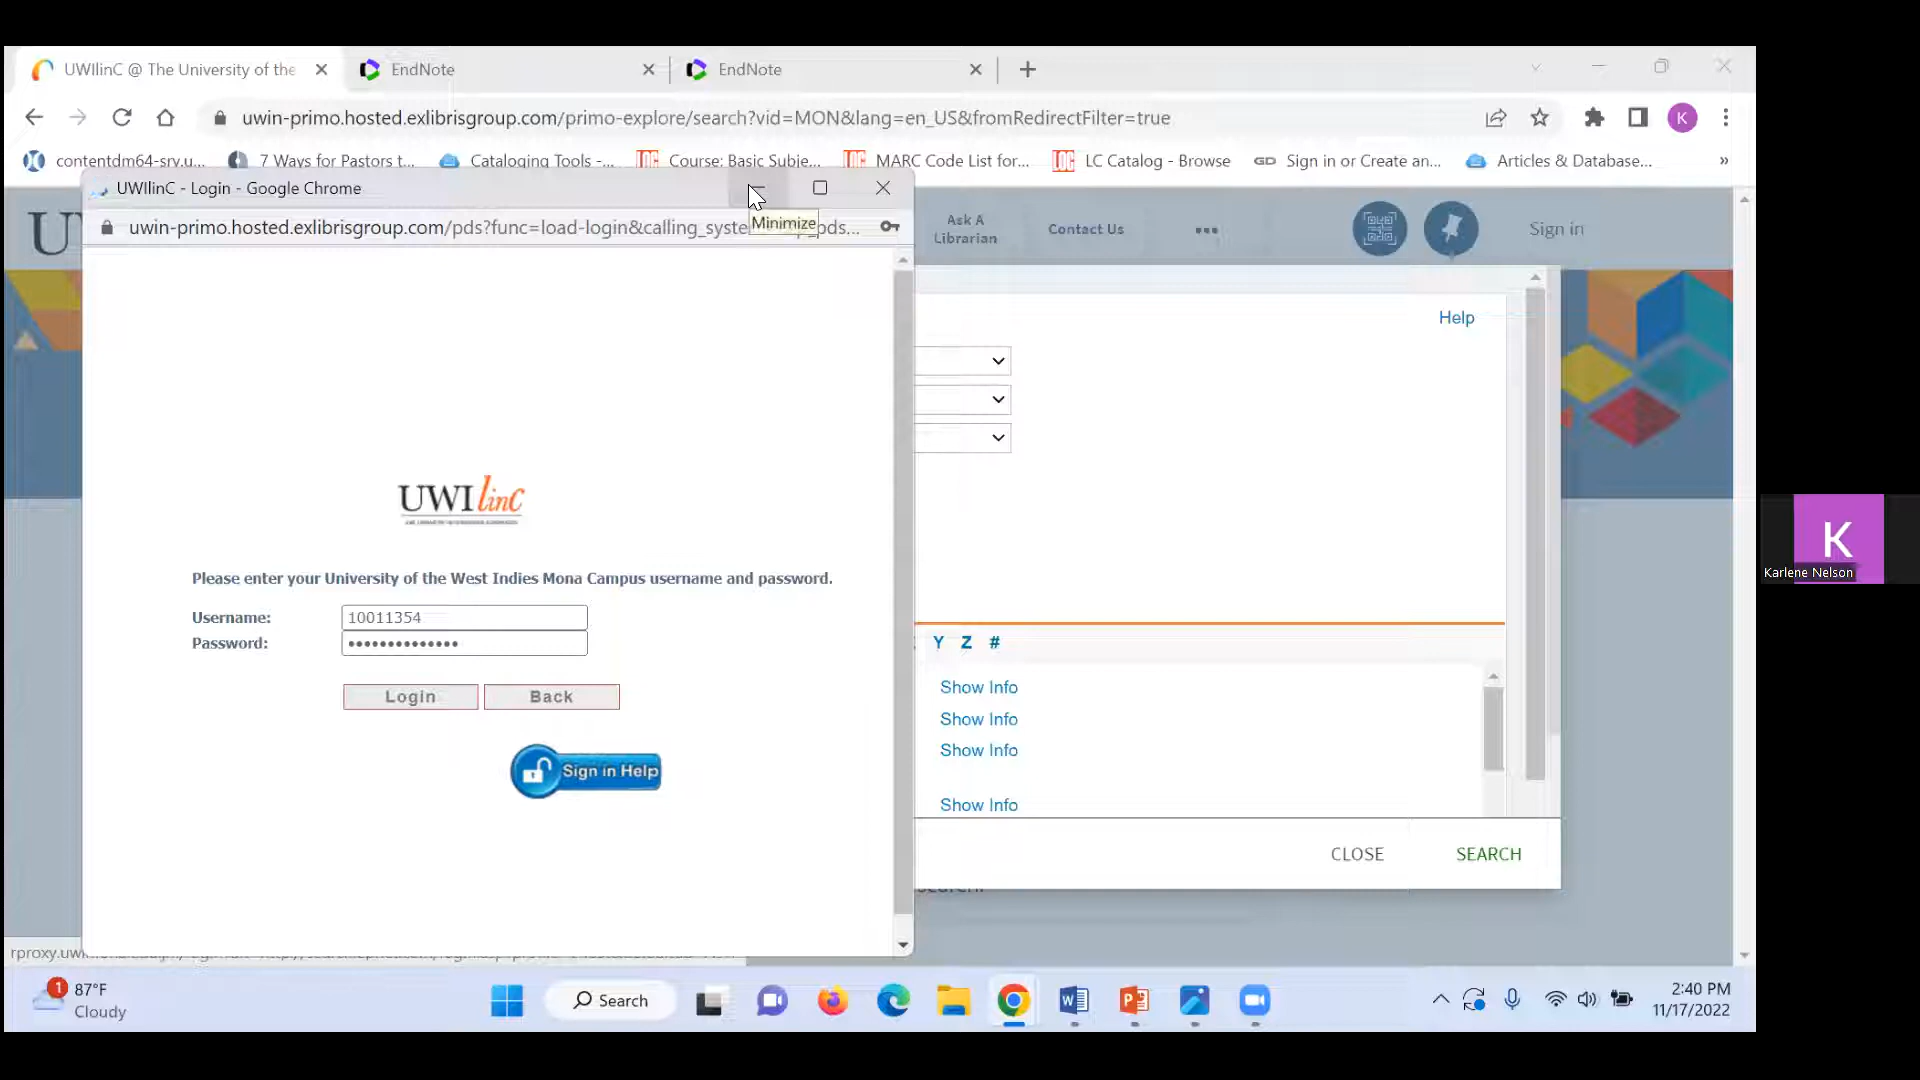 UWIlinC @ The University of the
EndNote
EndNote
uwin-primo.hosted.exlibrisgroup.com/primo-explore/search?vid=MON&lang=en_US&fromRedirectFilter=true
K
contentdm64-srv.u...
7 Ways for Pastors t...
Cataloging Tools -...
Course: Basic Subje...
MARC Code List for...
LC Catalog - Browse
GD
Sign in or Create an...
Articles & Database...
»
UWIlinC - Login - Google Chrome
Minimize
uwin-primo.hosted.exlibrisgroup.com/pds?func=load-login&calling_syste
pds...
U
Ask A
Librarian
Contact Us
Sign in
Help
UWIlinC
Please enter your University of the West Indies Mona Campus username and password.
Username:
10011354
Password:
••••••••••••••
Login
Back
Sign in Help
Y Z #
Show Info
Show Info
Show Info
Show Info
CLOSE
SEARCH
K
Karlene Nelson
1
87°F
Cloudy
Search
2:40 PM
11/17/2022